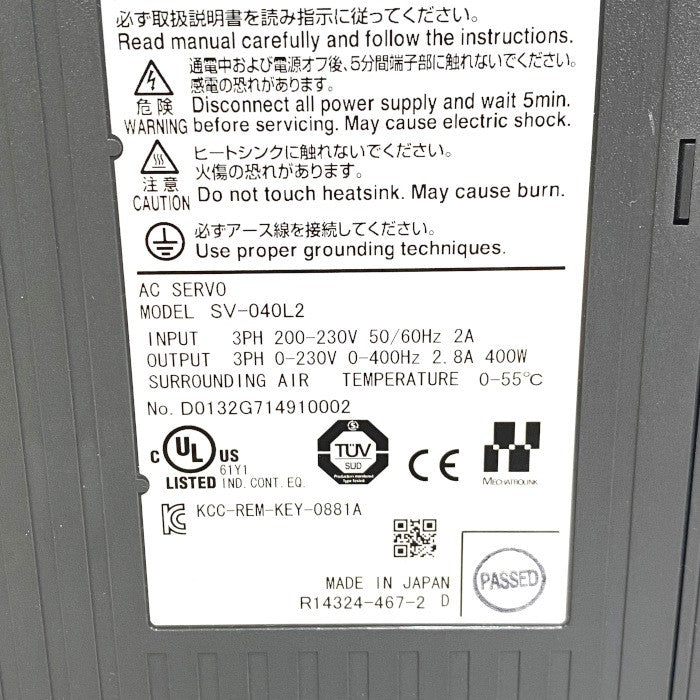 必ず取扱説明書を読み指示に従ってください。
Read manual carefully and follow the instructions.
通電中および電源オフ後、5分間端子部に触れないでください。
感電の恐れがあります。
危険 Disconnect all power supply and wait 5min.
WARNING before servicing. May cause electric shock.
ヒートシンクに触れないでください。
火傷の恐れがあります。
注意
CAUTION Do not touch heatsink. May cause burn.
必ずアース線を接続してください。
Use proper grounding techniques.
AC SERVO
MODEL SV-040L2
INPUT 3PH 200-230V 50/60Hz 2A
OUTPUT 3PH 0-230V 0-400Hz 2.8A 400W
SURROUNDING AIR TEMPERATURE 0-55℃
No. D0132G714910002
C UL US
61Y1
LISTED IND. CONT. EQ.
TÜV
SÜD
Production monitored
Type tested
CE
MECHATROLINK
KCC-REM-KEY-0881A
PASSED
MADE IN JAPAN
R14324-467-2 D